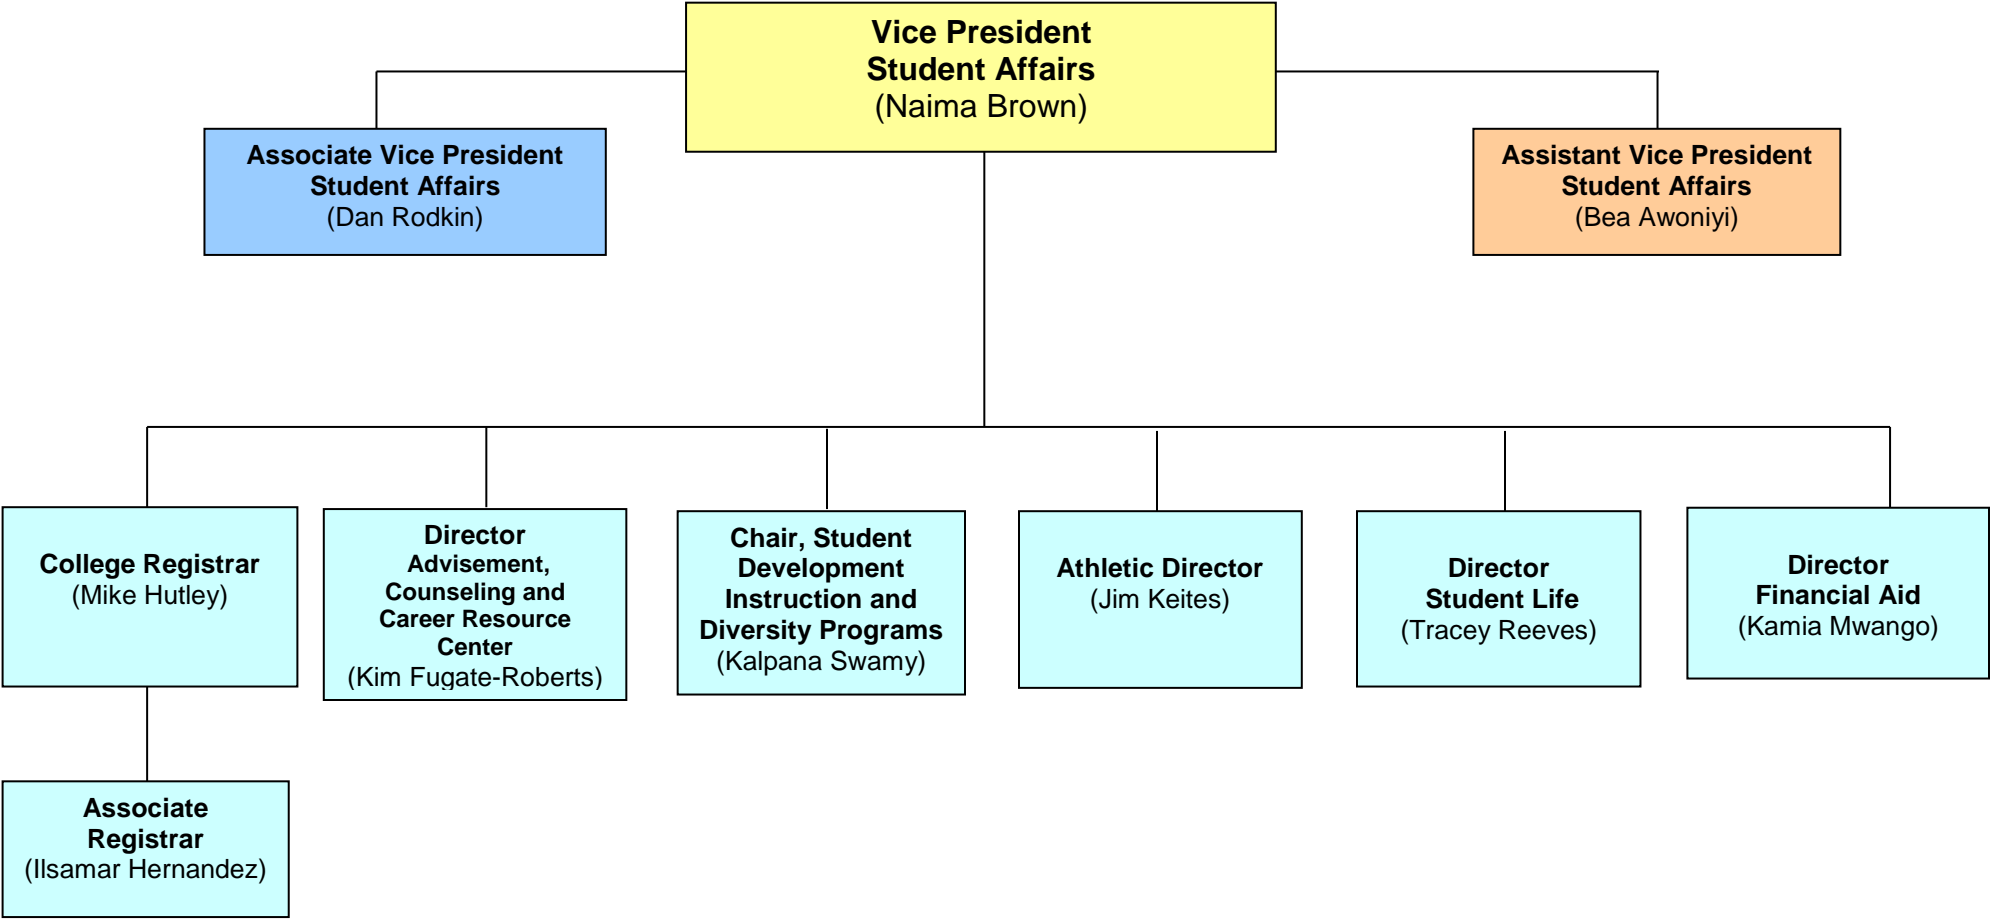 Vice President
Student Affairs
(Naima Brown)
Associate Vice President
Student Affairs
(Dan Rodkin)
Assistant Vice President
Student Affairs
(Bea Awoniyi)
College Registrar
(Mike Hutley)
Director
Advisement,
Counseling and
Career Resource
Center
(Kim Fugate-Roberts)
Chair, Student
Development
Instruction and
Diversity Programs
(Kalpana Swamy)
Athletic Director
(Jim Keites)
Director
Student Life
(Tracey Reeves)
Director
Financial Aid
(Kamia Mwango)
Associate
Registrar
(Ilsamar Hernandez)